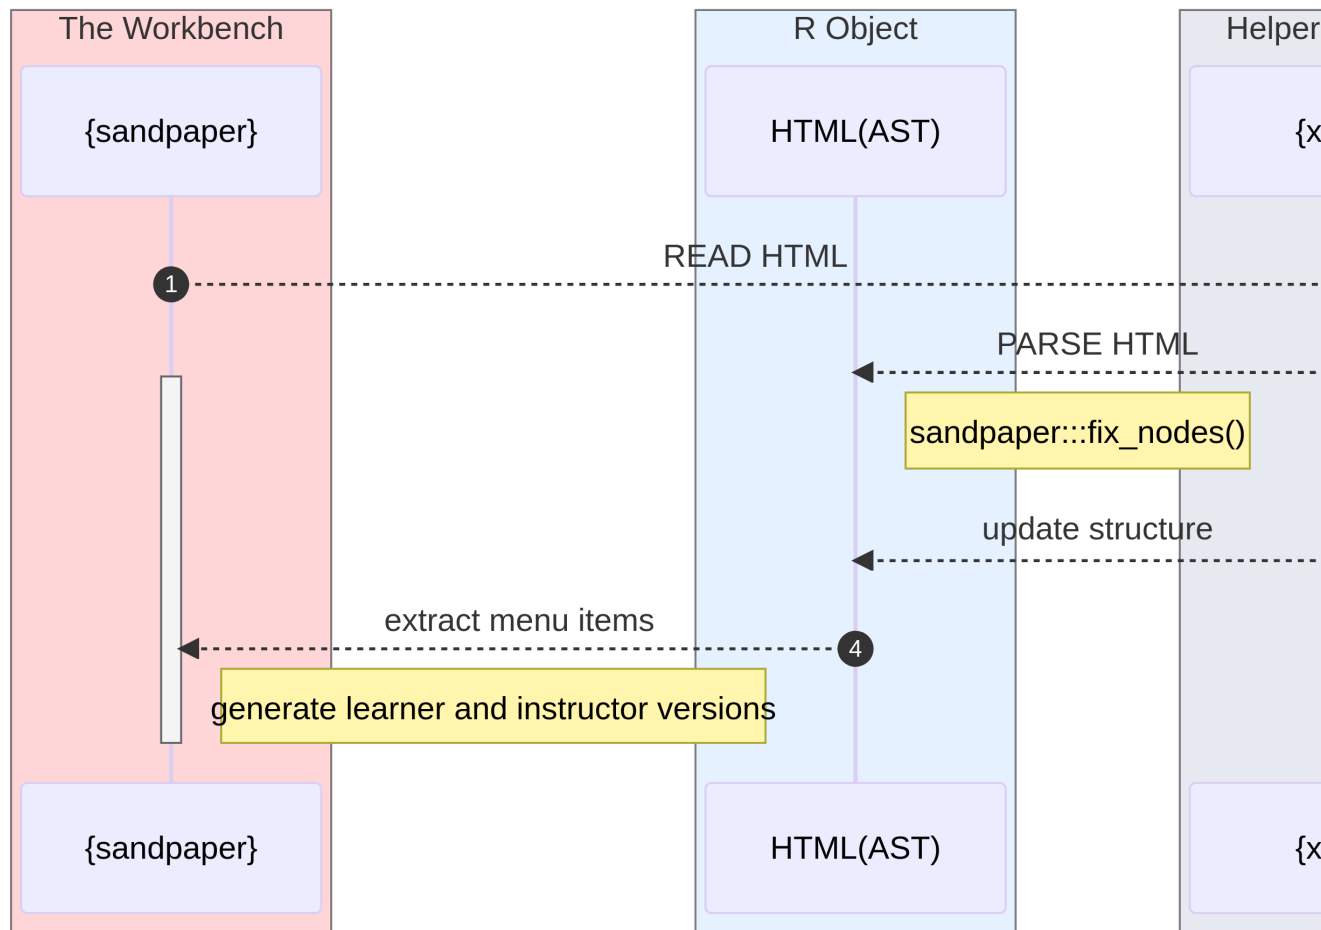 The Workbench
R Object
Helper
{sandpaper}
HTML(AST)
{x
READ HTML
1
PARSE HTML
sandpaper:::fix_nodes()
update structure
extract menu items
4
generate learner and instructor versions
{sandpaper}
HTML(AST)
{x